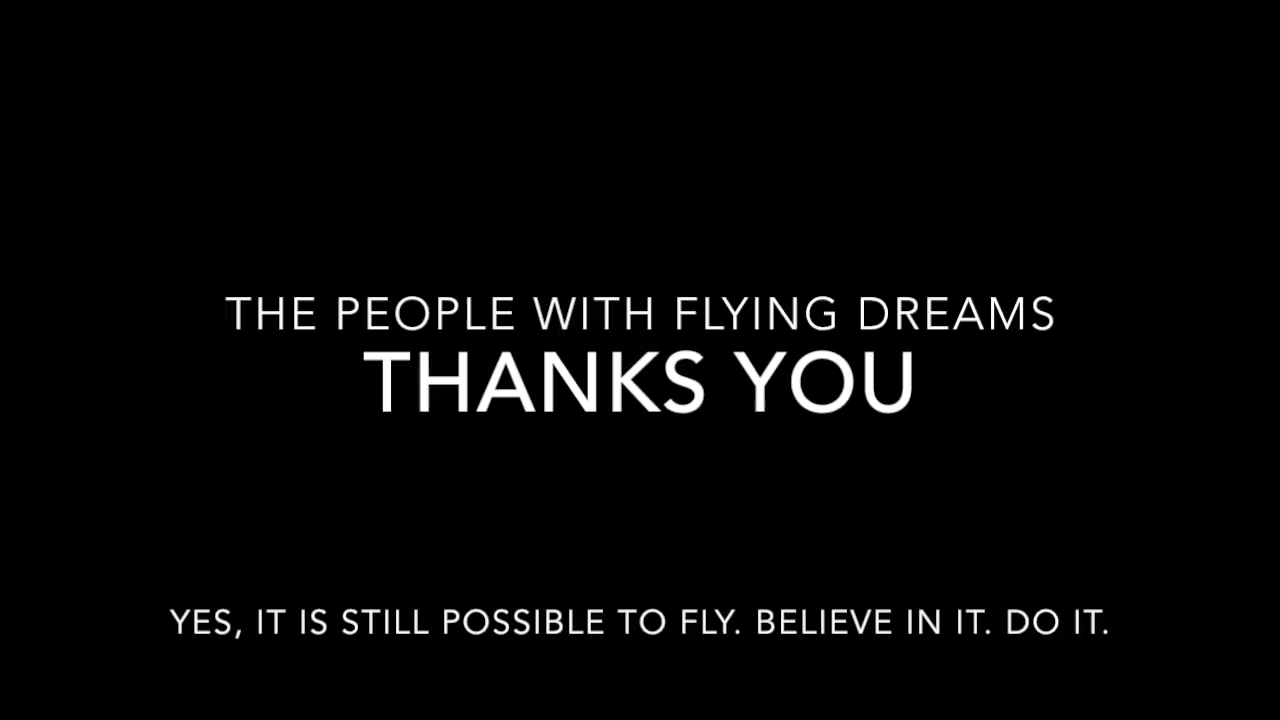 THE PEOPLE WITH FLYING DREAMS
THANKS YOU
YES, IT IS STILL POSSIBLE TO FLY. BELIEVE IN IT. DO IT.